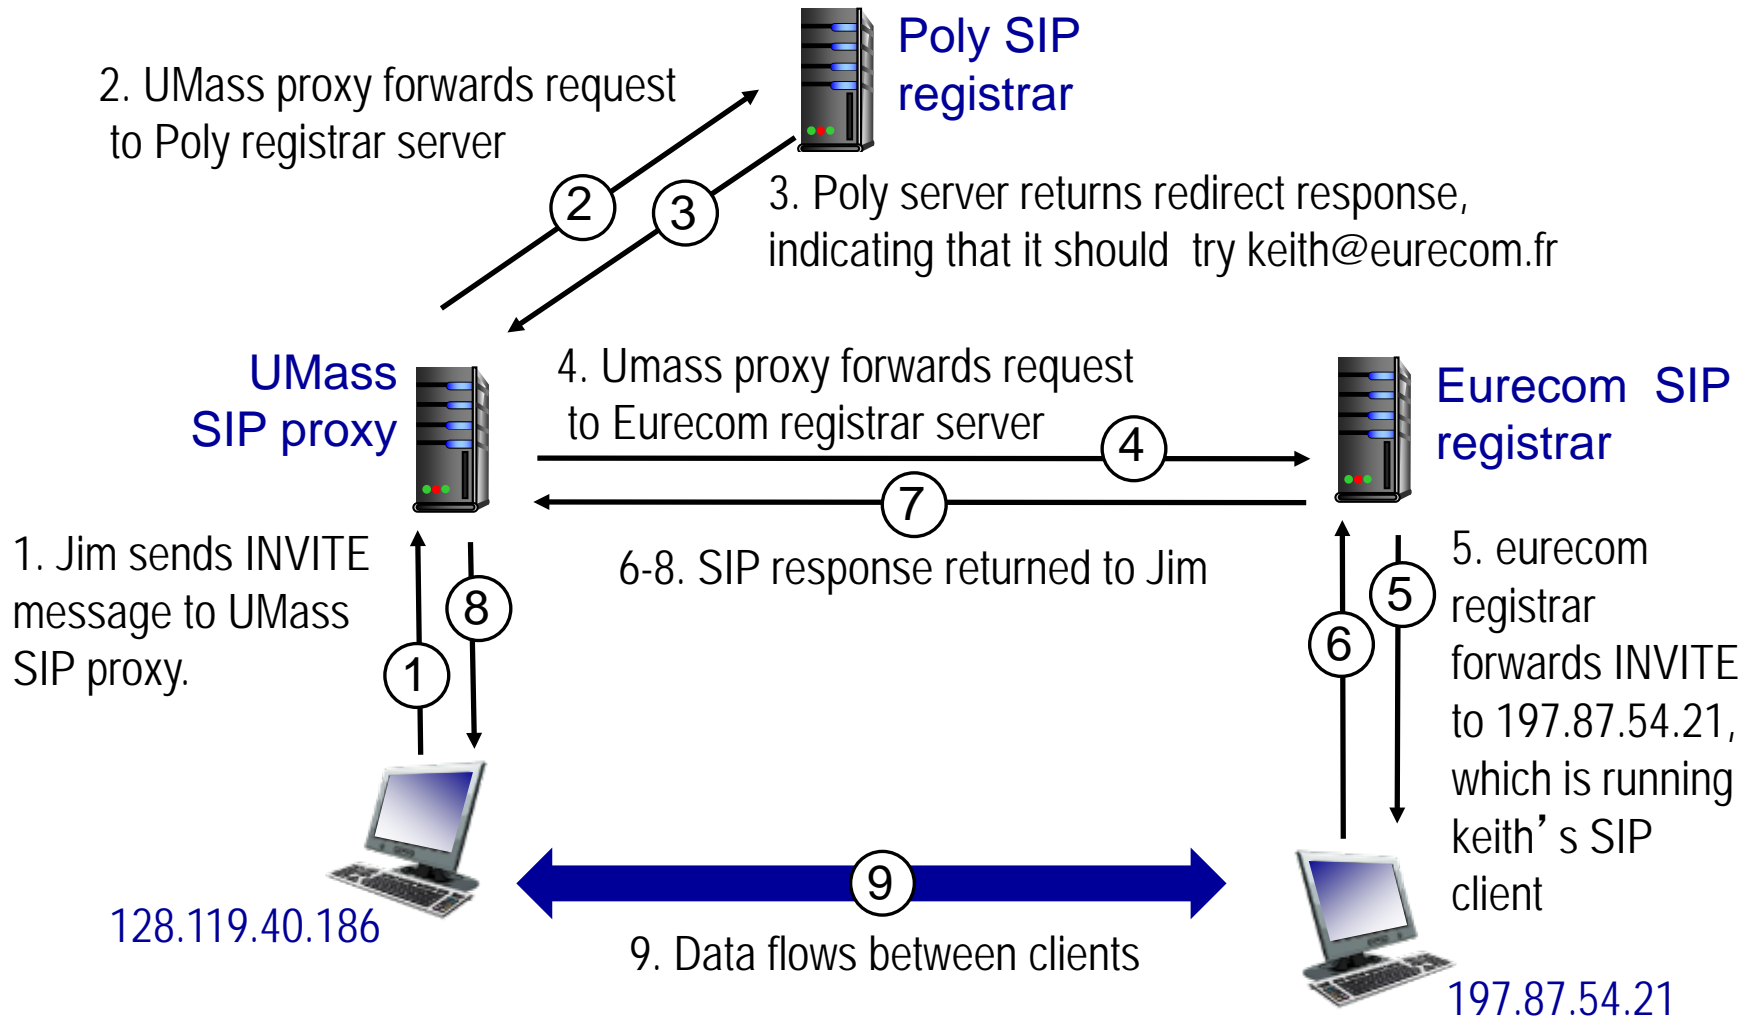 Poly SIP
registrar
2. UMass proxy forwards request
to Poly registrar server
2
3
3. Poly server returns redirect response,
indicating that it should try keith@eurecom.fr
UMass
SIP proxy
4. Umass proxy forwards request
to Eurecom registrar server
4
Eurecom SIP
registrar
7
1. Jim sends INVITE
message to UMass
SIP proxy.
8
1
6-8. SIP response returned to Jim
5
6
5. eurecom
registrar
forwards INVITE
to 197.87.54.21,
which is running
keith’s SIP
client
9
128.119.40.186
9. Data flows between clients
197.87.54.21